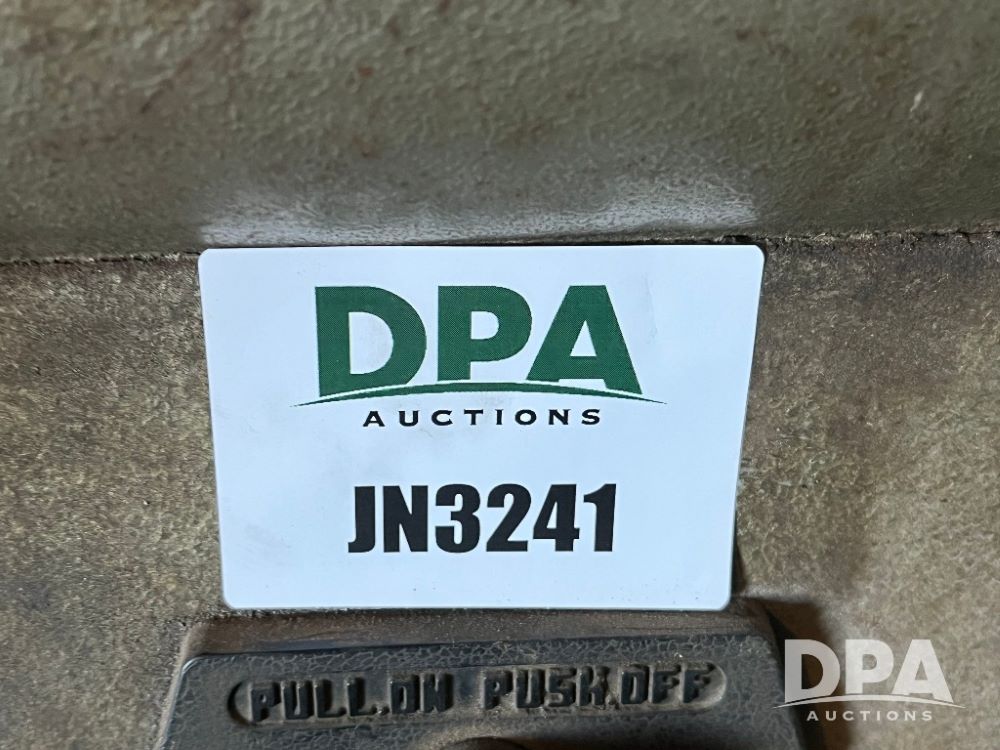 DPA
AUCTIONS
JN3241
PULL.ON PUSH.OFF
DPA
AUCTIONS